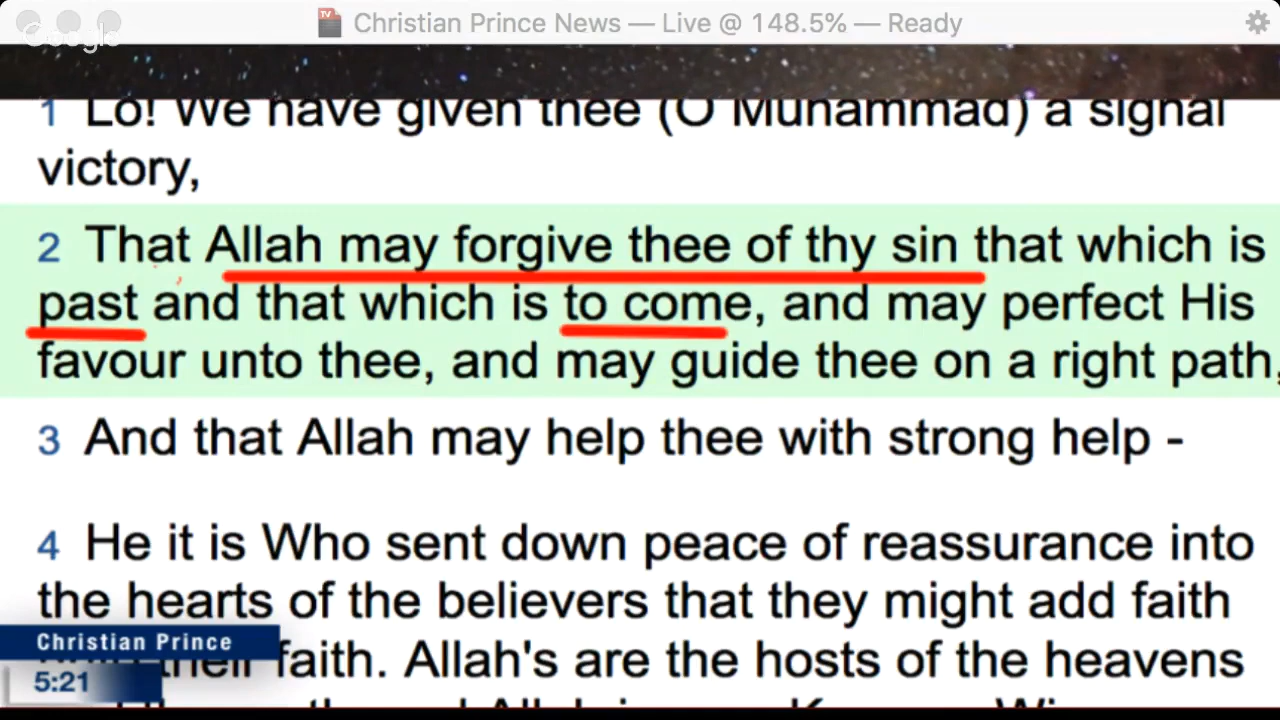 Christian Prince News — Live @ 148.5% — Ready
Google
1 Lo! We have given thee (O Muhammad) a signal
victory,
2 That Allah may forgive thee of thy sin that which is
past and that which is to come, and may perfect His
favour unto thee, and may guide thee on a right path,
3 And that Allah may help thee with strong help -
4 He it is Who sent down peace of reassurance into
the hearts of the believers that they might add faith
their faith. Allah's are the hosts of the heavens
Christian Prince
5:21